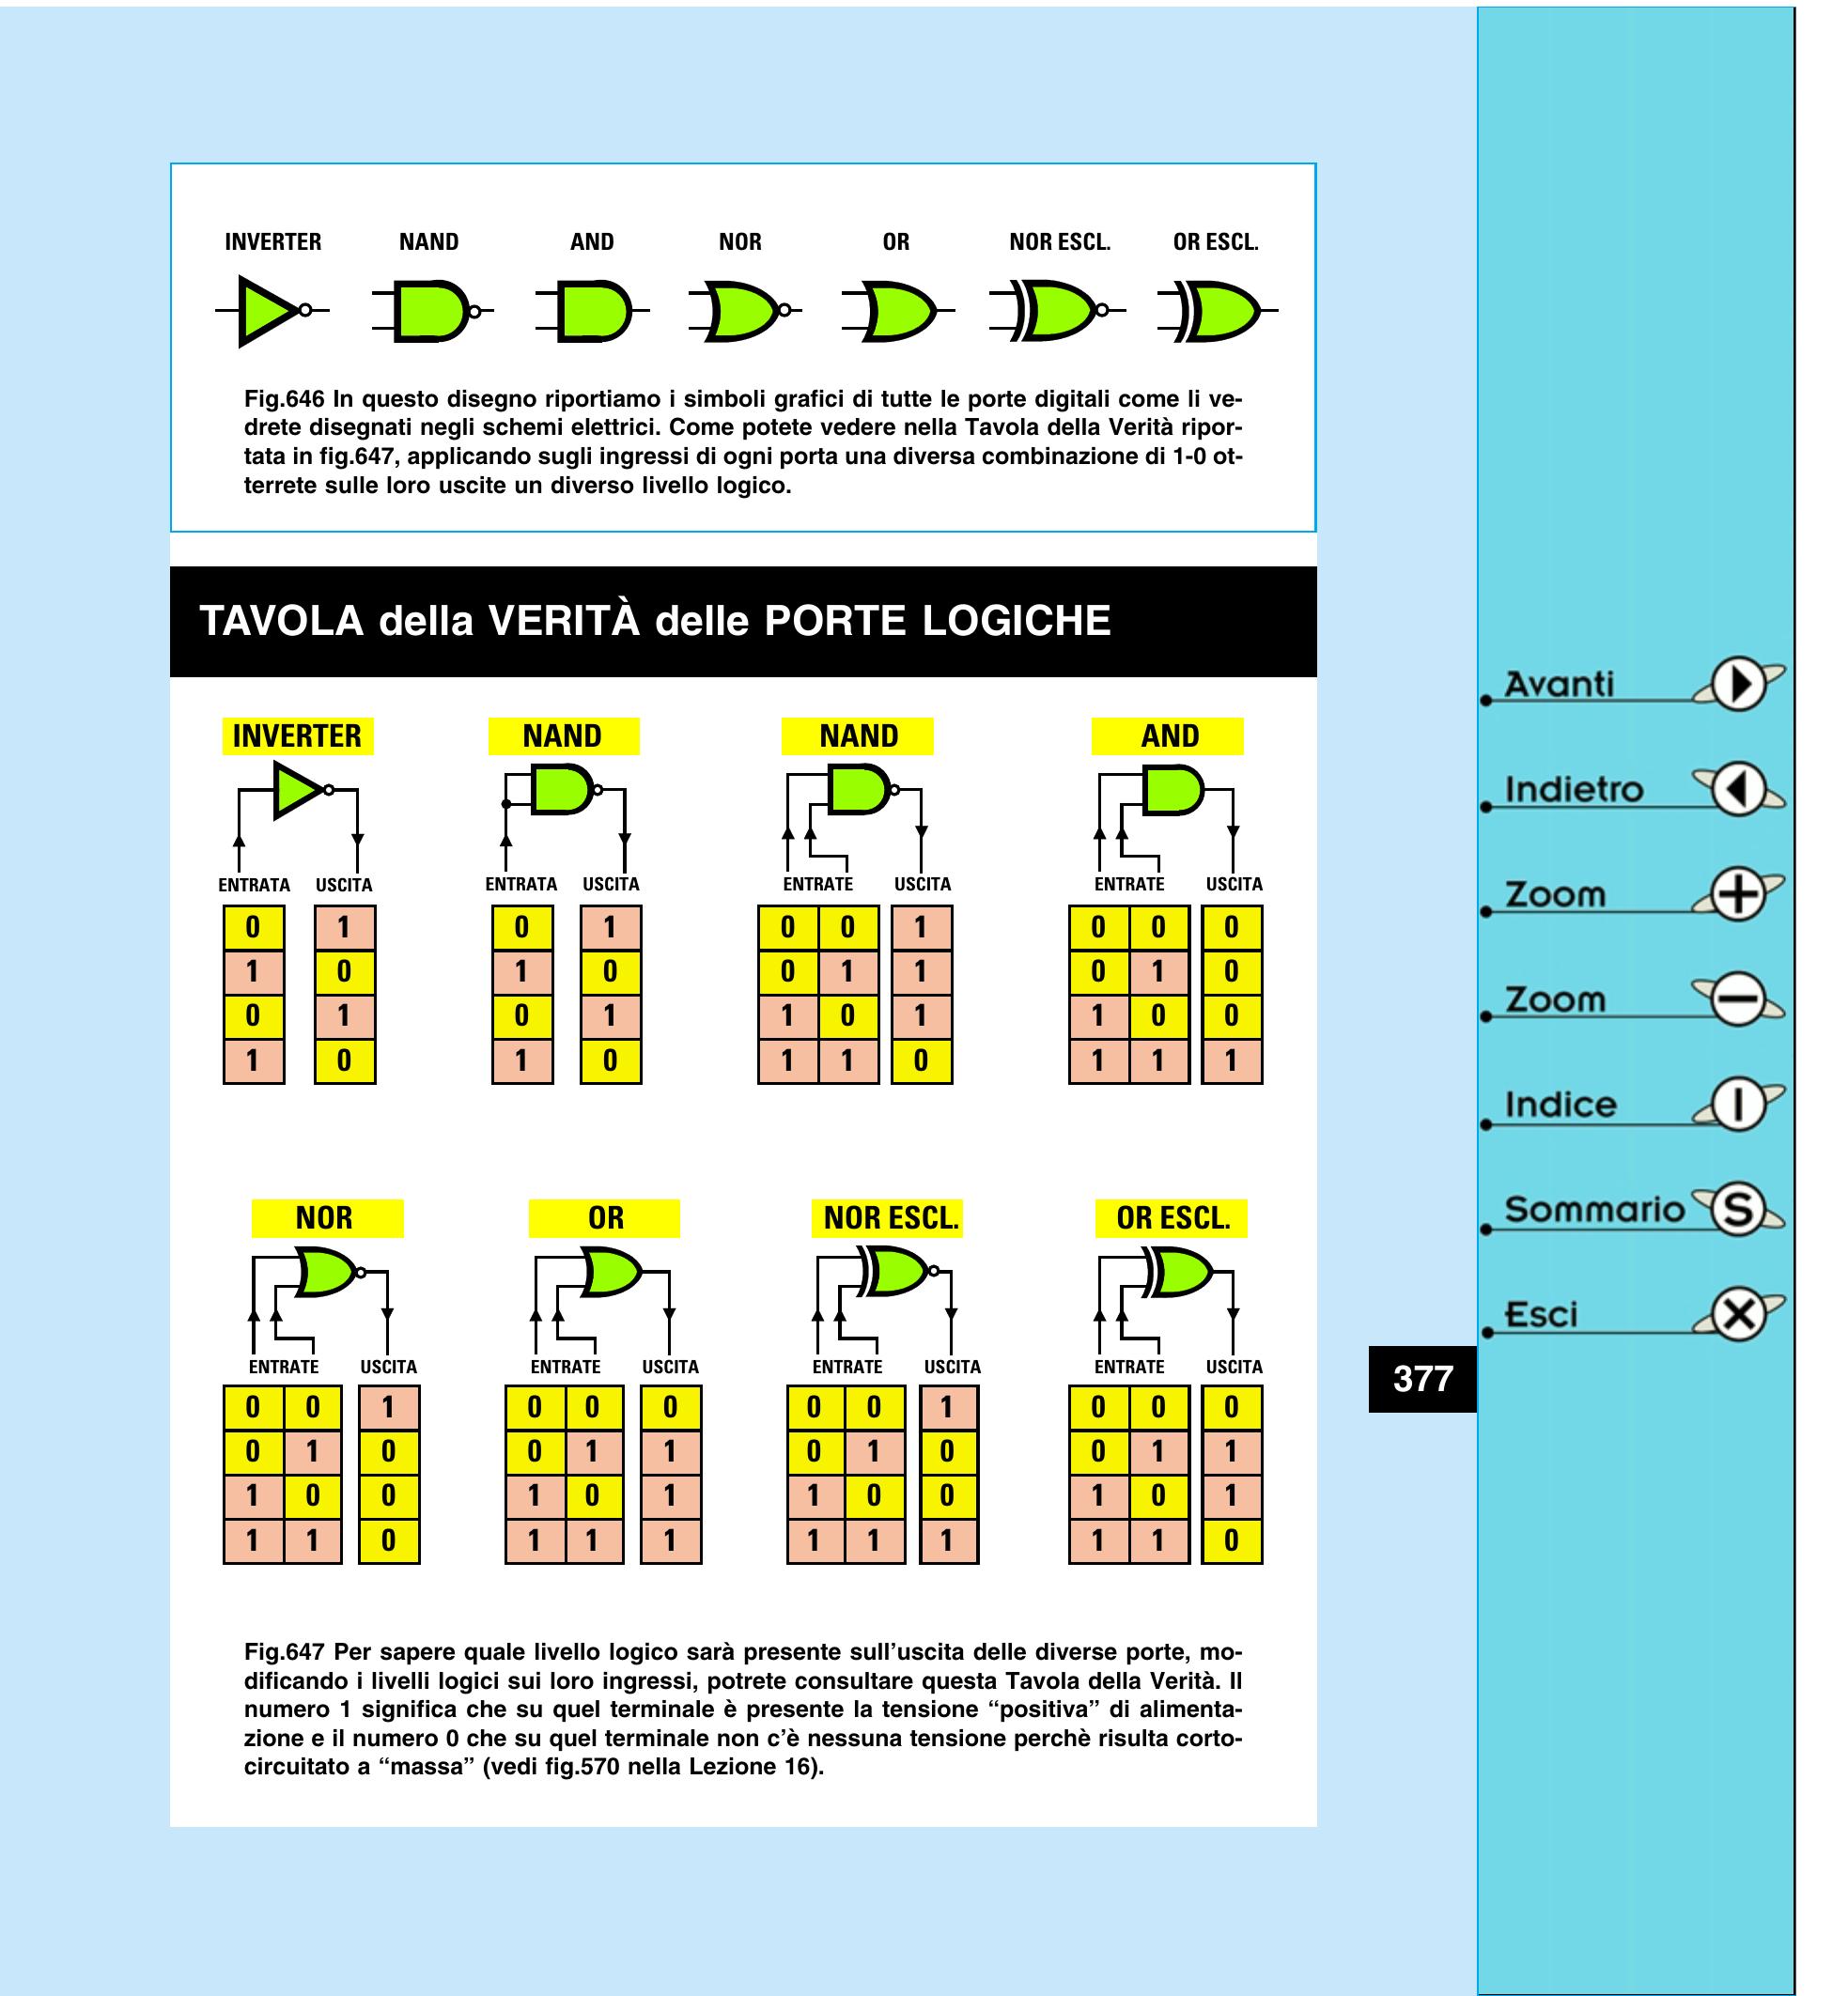 INVERTER NAND AND NOR OR NOR ESCL. OR ESCL.
Fig.646 In questo disegno riportiamo i simboli grafici di tutte le porte digitali come li ve-
drete disegnati negli schemi elettrici. Come potete vedere nella Tavola della Verità ripor-
tata in fig.647, applicando sugli ingressi di ogni porta una diversa combinazione di 1-0 ot-
terrete sulle loro uscite un diverso livello logico.
TAVOLA della VERITÀ delle PORTE LOGICHE
INVERTER NAND NAND AND
ENTRATA USCITA ENTRATA USCITA ENTRATE USCITA ENTRATE USCITA
0 1 0 1 0 0 1 0 0 0
1 0 1 0 0 1 1 0 1 0
0 1 0 1 1 0 1 1 0 0
1 0 1 0 1 1 0 1 1 1
NOR OR NOR ESCL. OR ESCL.
ENTRATE USCITA ENTRATE USCITA ENTRATE USCITA ENTRATE USCITA
0 0 1 0 0 0 0 0 1 0 0 0
0 1 0 0 1 1 0 1 0 0 1 1
1 0 0 1 0 1 1 0 0 1 0 1
1 1 0 1 1 1 1 1 1 1 1 0
Fig.647 Per sapere quale livello logico sarà presente sull'uscita delle diverse porte, mo-
dificando i livelli logici sui loro ingressi, potrete consultare questa Tavola della Verità. Il
numero 1 significa che su quel terminale è presente la tensione “positiva” di alimenta-
zione e il numero 0 che su quel terminale non c'è nessuna tensione perchè risulta corto-
circuitato a “massa” (vedi fig.570 nella Lezione 16).
Avanti
Indietro
Zoom
Zoom
Indice I
Sommario S
Esci
377